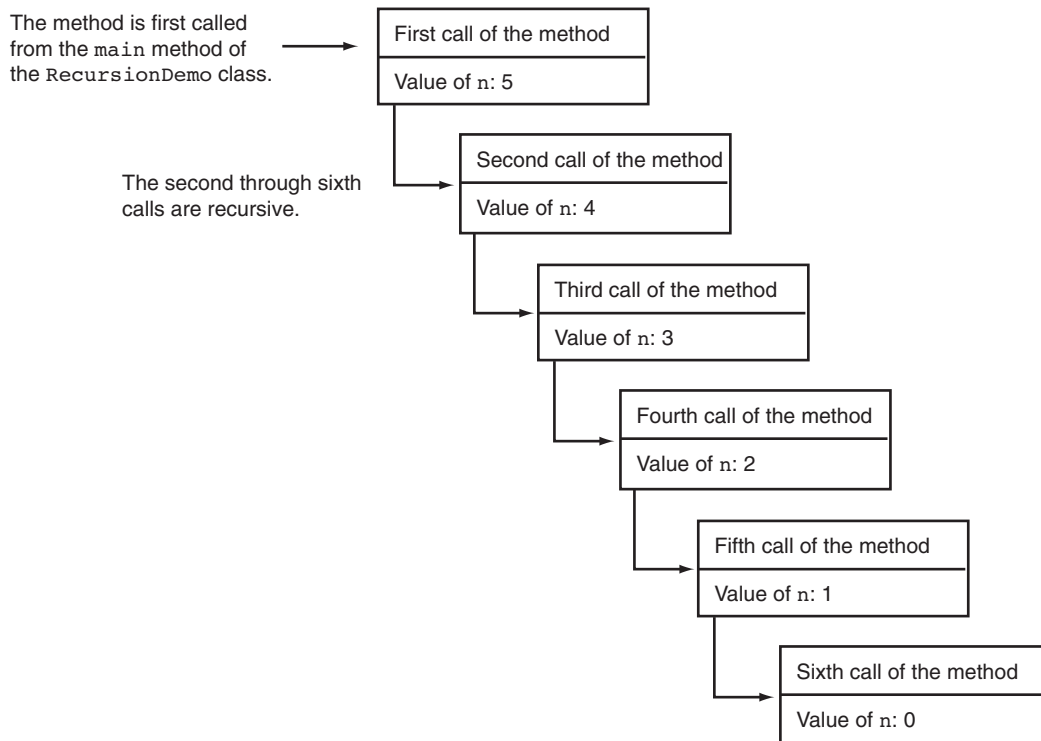 The method is first called
from the main method of
the RecursionDemo class.
First call of the method
Value of n: 5
Second call of the method
Value of n: 4
The second through sixth
calls are recursive.
Third call of the method
Value of n: 3
Fourth call of the method
Value of n: 2
Fifth call of the method
Value of n: 1
Sixth call of the method
Value of n: 0